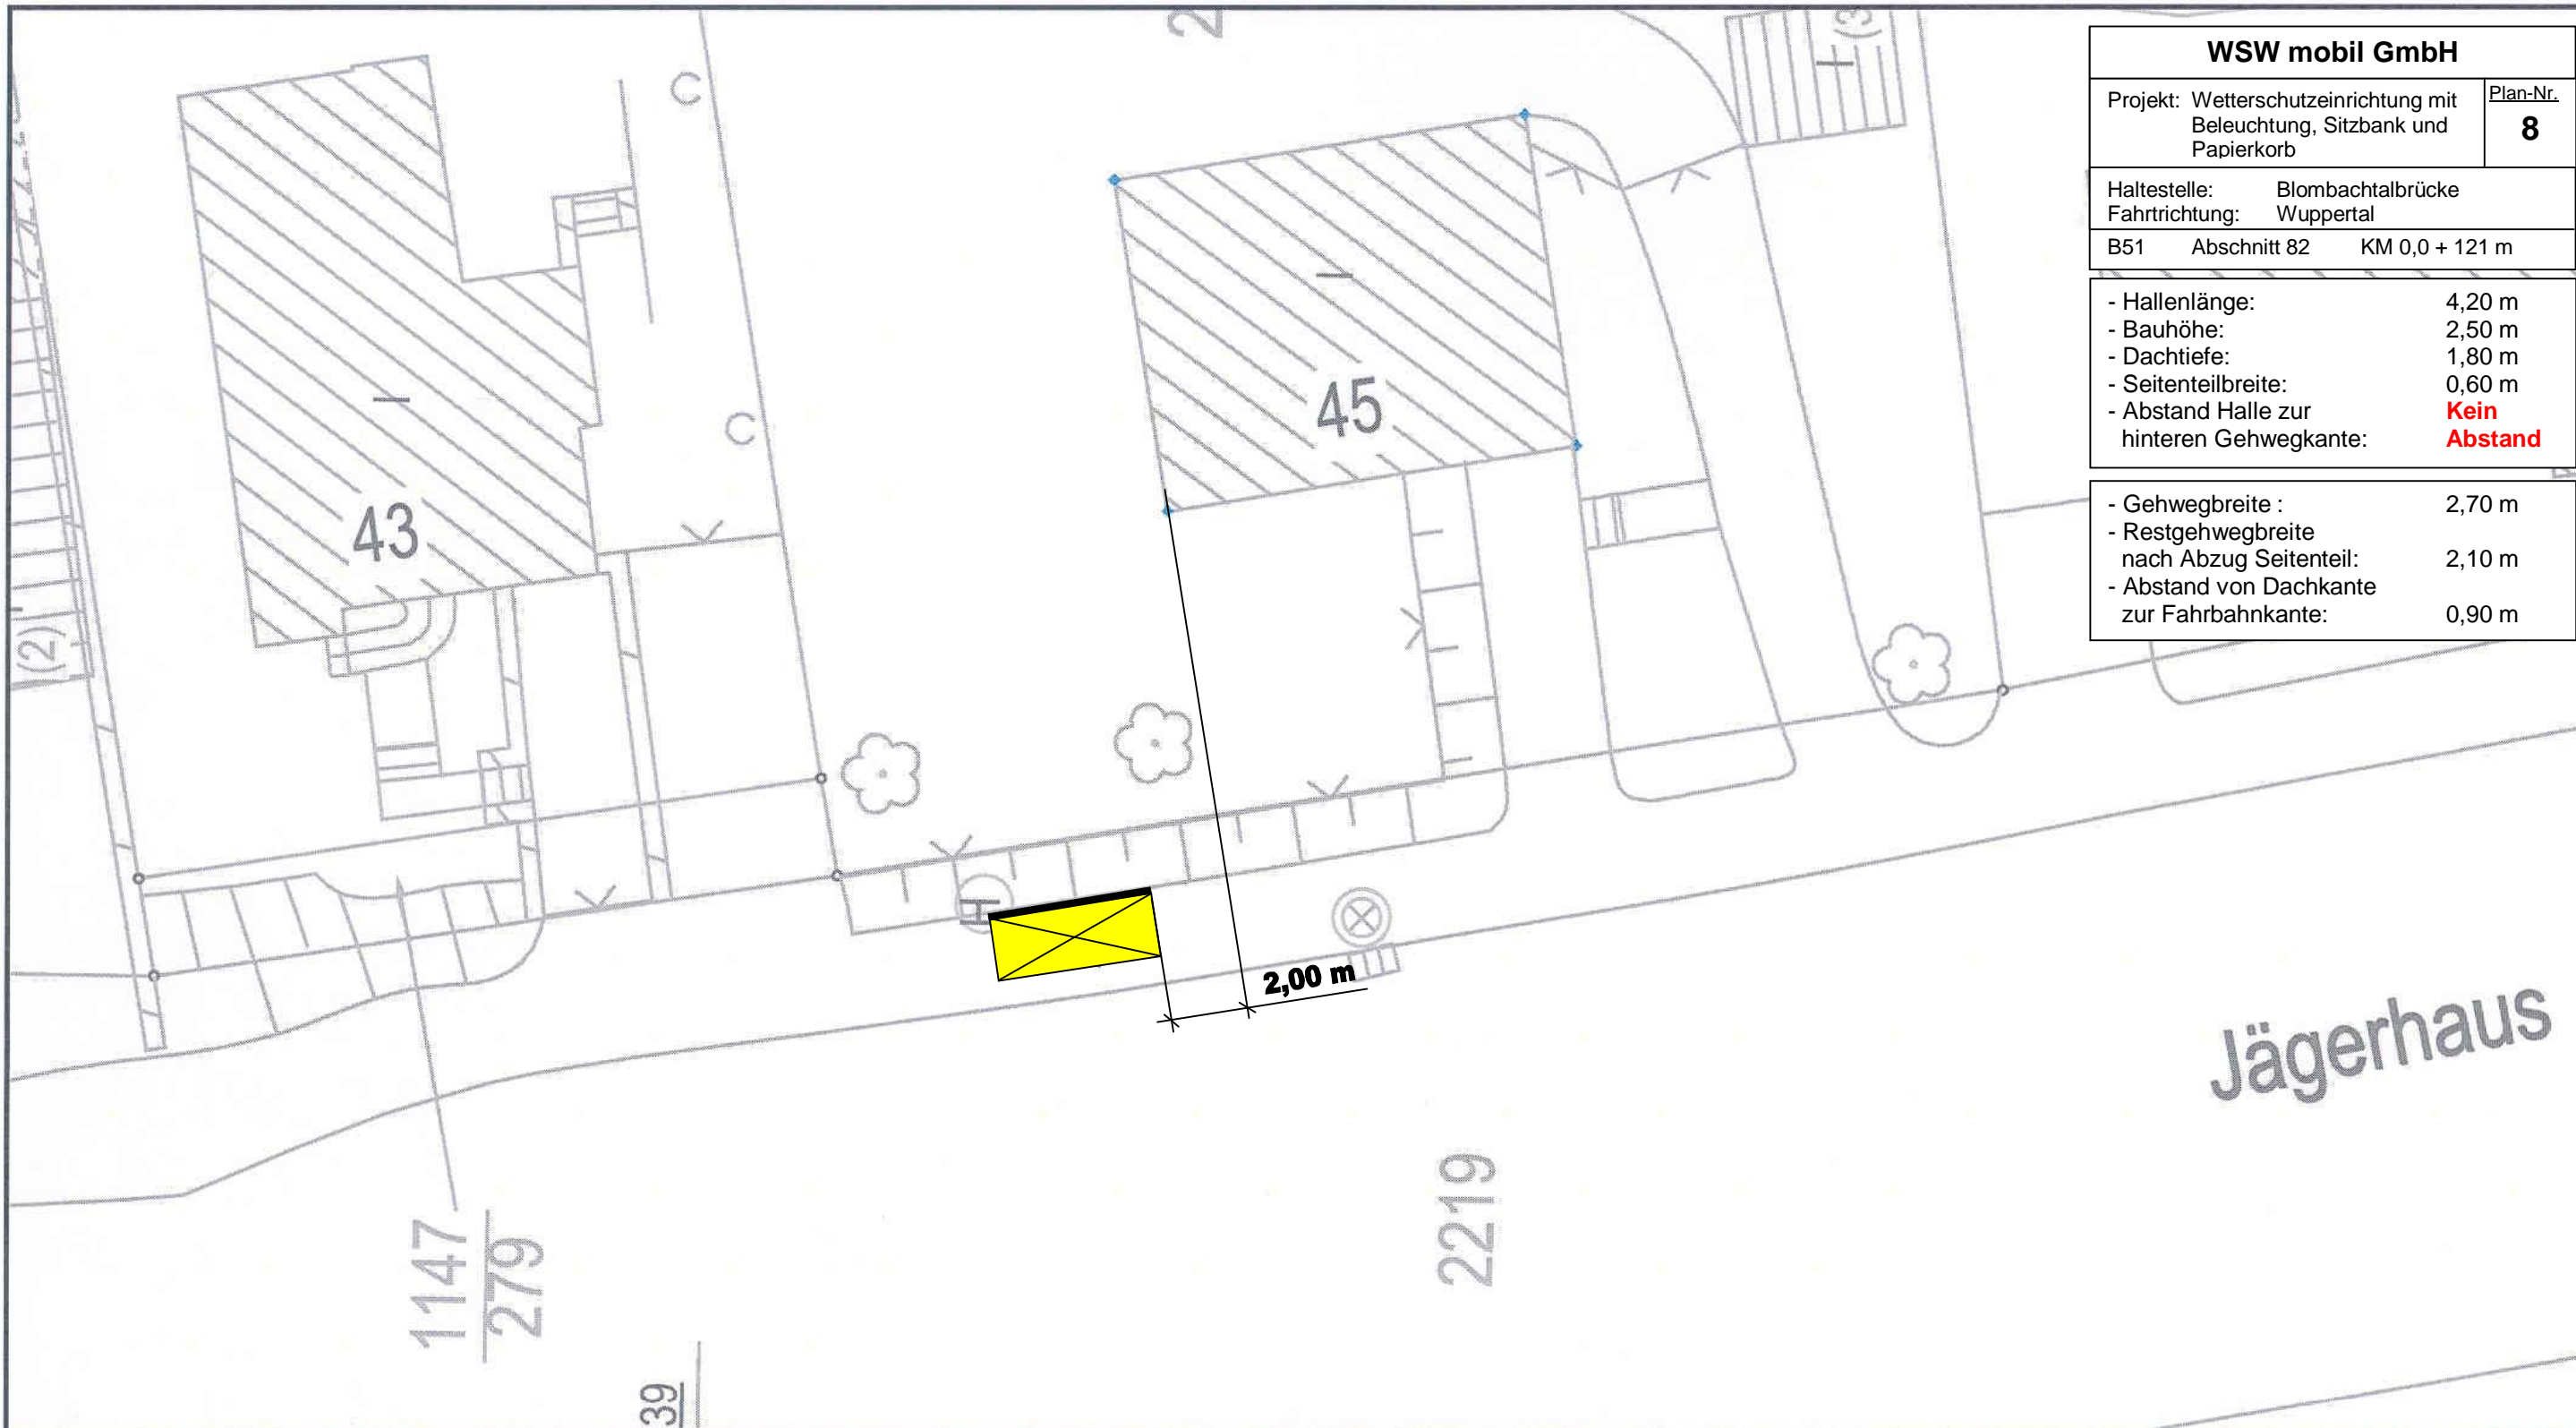 WSW mobil GmbH
Projekt: Wetterschutzeinrichtung mit
Beleuchtung, Sitzbank und
Papierkorb
Plan-Nr.
8
Haltestelle: Blombachtalbrücke
Fahrtrichtung: Wuppertal
B51 Abschnitt 82 KM 0,0 + 121 m
- Hallenlänge: 4,20 m
- Bauhöhe: 2,50 m
- Dachtiefe: 1,80 m
- Seitenteilbreite: 0,60 m
- Abstand Halle zur Kein
hinteren Gehwegkante: Abstand
- Gehwegbreite : 2,70 m
- Restgehwegbreite
nach Abzug Seitenteil: 2,10 m
- Abstand von Dachkante
zur Fahrbahnkante: 0,90 m
I
I
I
45
43
(2)
C
C
H
2,00 m
Jägerhaus
2219
1147
279
39